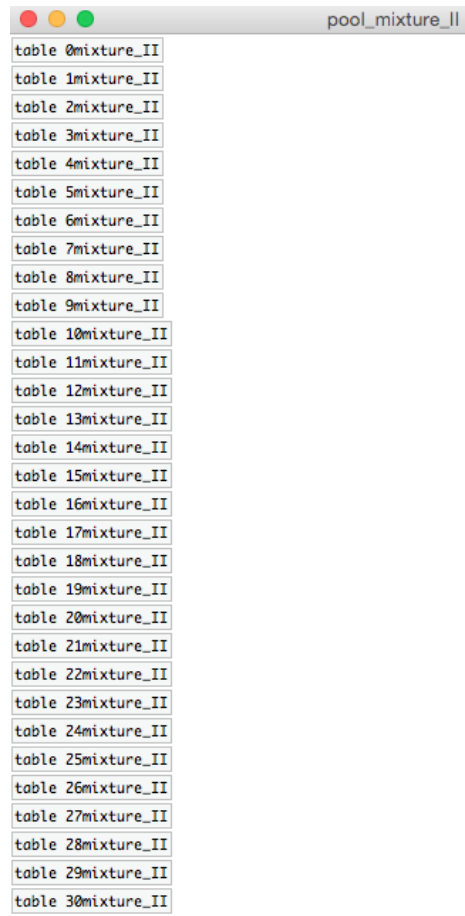 pool_mixture_II
table 0mixture_II
table 1mixture_II
table 2mixture_II
table 3mixture_II
table 4mixture_II
table 5mixture_II
table 6mixture_II
table 7mixture_II
table 8mixture_II
table 9mixture_II
table 10mixture_II
table 11mixture_II
table 12mixture_II
table 13mixture_II
table 14mixture_II
table 15mixture_II
table 16mixture_II
table 17mixture_II
table 18mixture_II
table 19mixture_II
table 20mixture_II
table 21mixture_II
table 22mixture_II
table 23mixture_II
table 24mixture_II
table 25mixture_II
table 26mixture_II
table 27mixture_II
table 28mixture_II
table 29mixture_II
table 30mixture_II